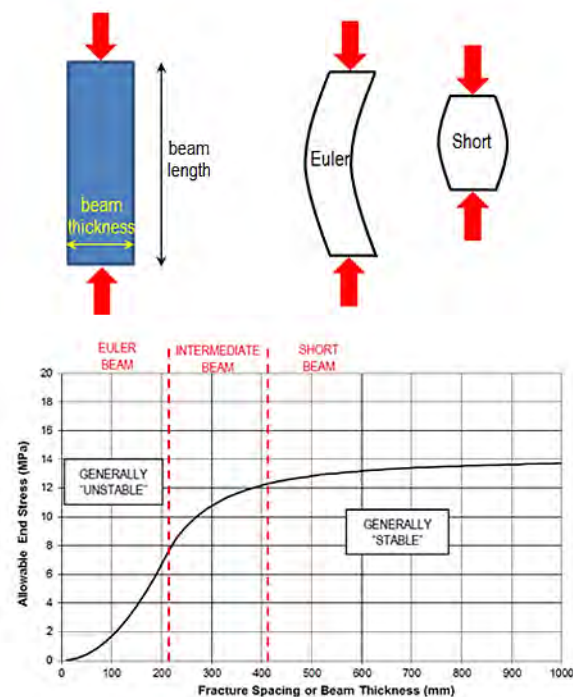 beam
length
beam
thickness
Euler
Short
EULER
BEAM
INTERMEDIATE
BEAM
SHORT
BEAM
20
18
16
14
12
10
8
6
4
2
0
Allowable End Stress (MPa)
GENERALLY
"UNSTABLE"
GENERALLY
"STABLE"
0 100 200 300 400 500 600 700 800 900 1000
Fracture Spacing or Beam Thickness (mm)